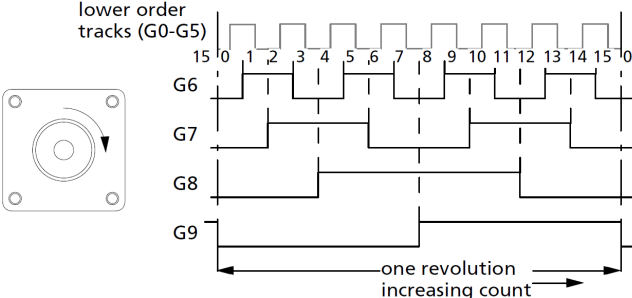 lower order
tracks (G0-G5)
15 0 1 2 3 4 5 6 7 8 9 10 11 12 13 14 15 0
G6
G7
G8
G9
one revolution
increasing count